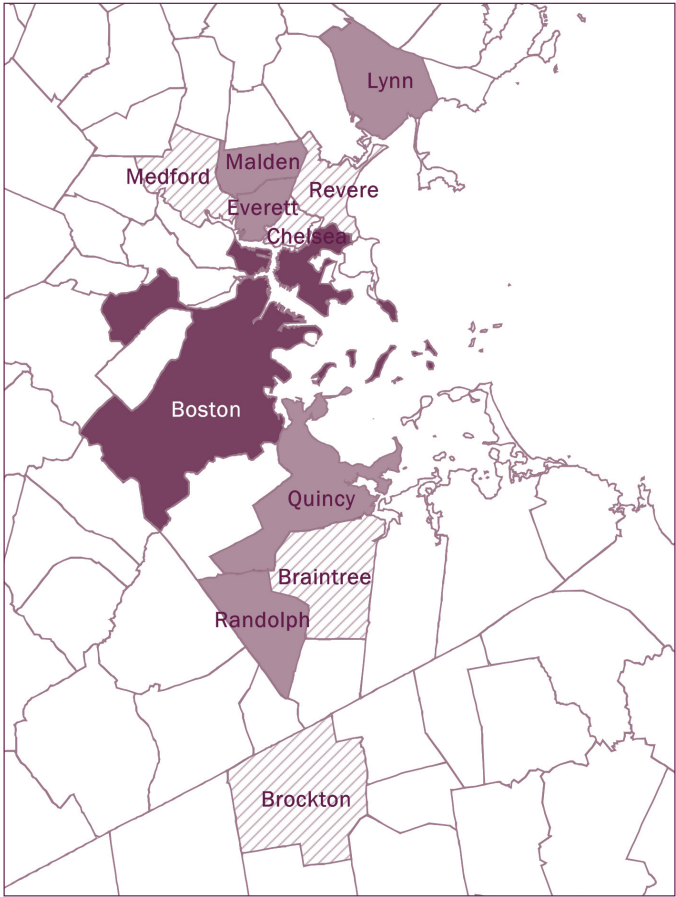 Lynn
Malden
Medford
Revere
Everett
Chelsea
Boston
Quincy
Braintree
Randolph
Brockton